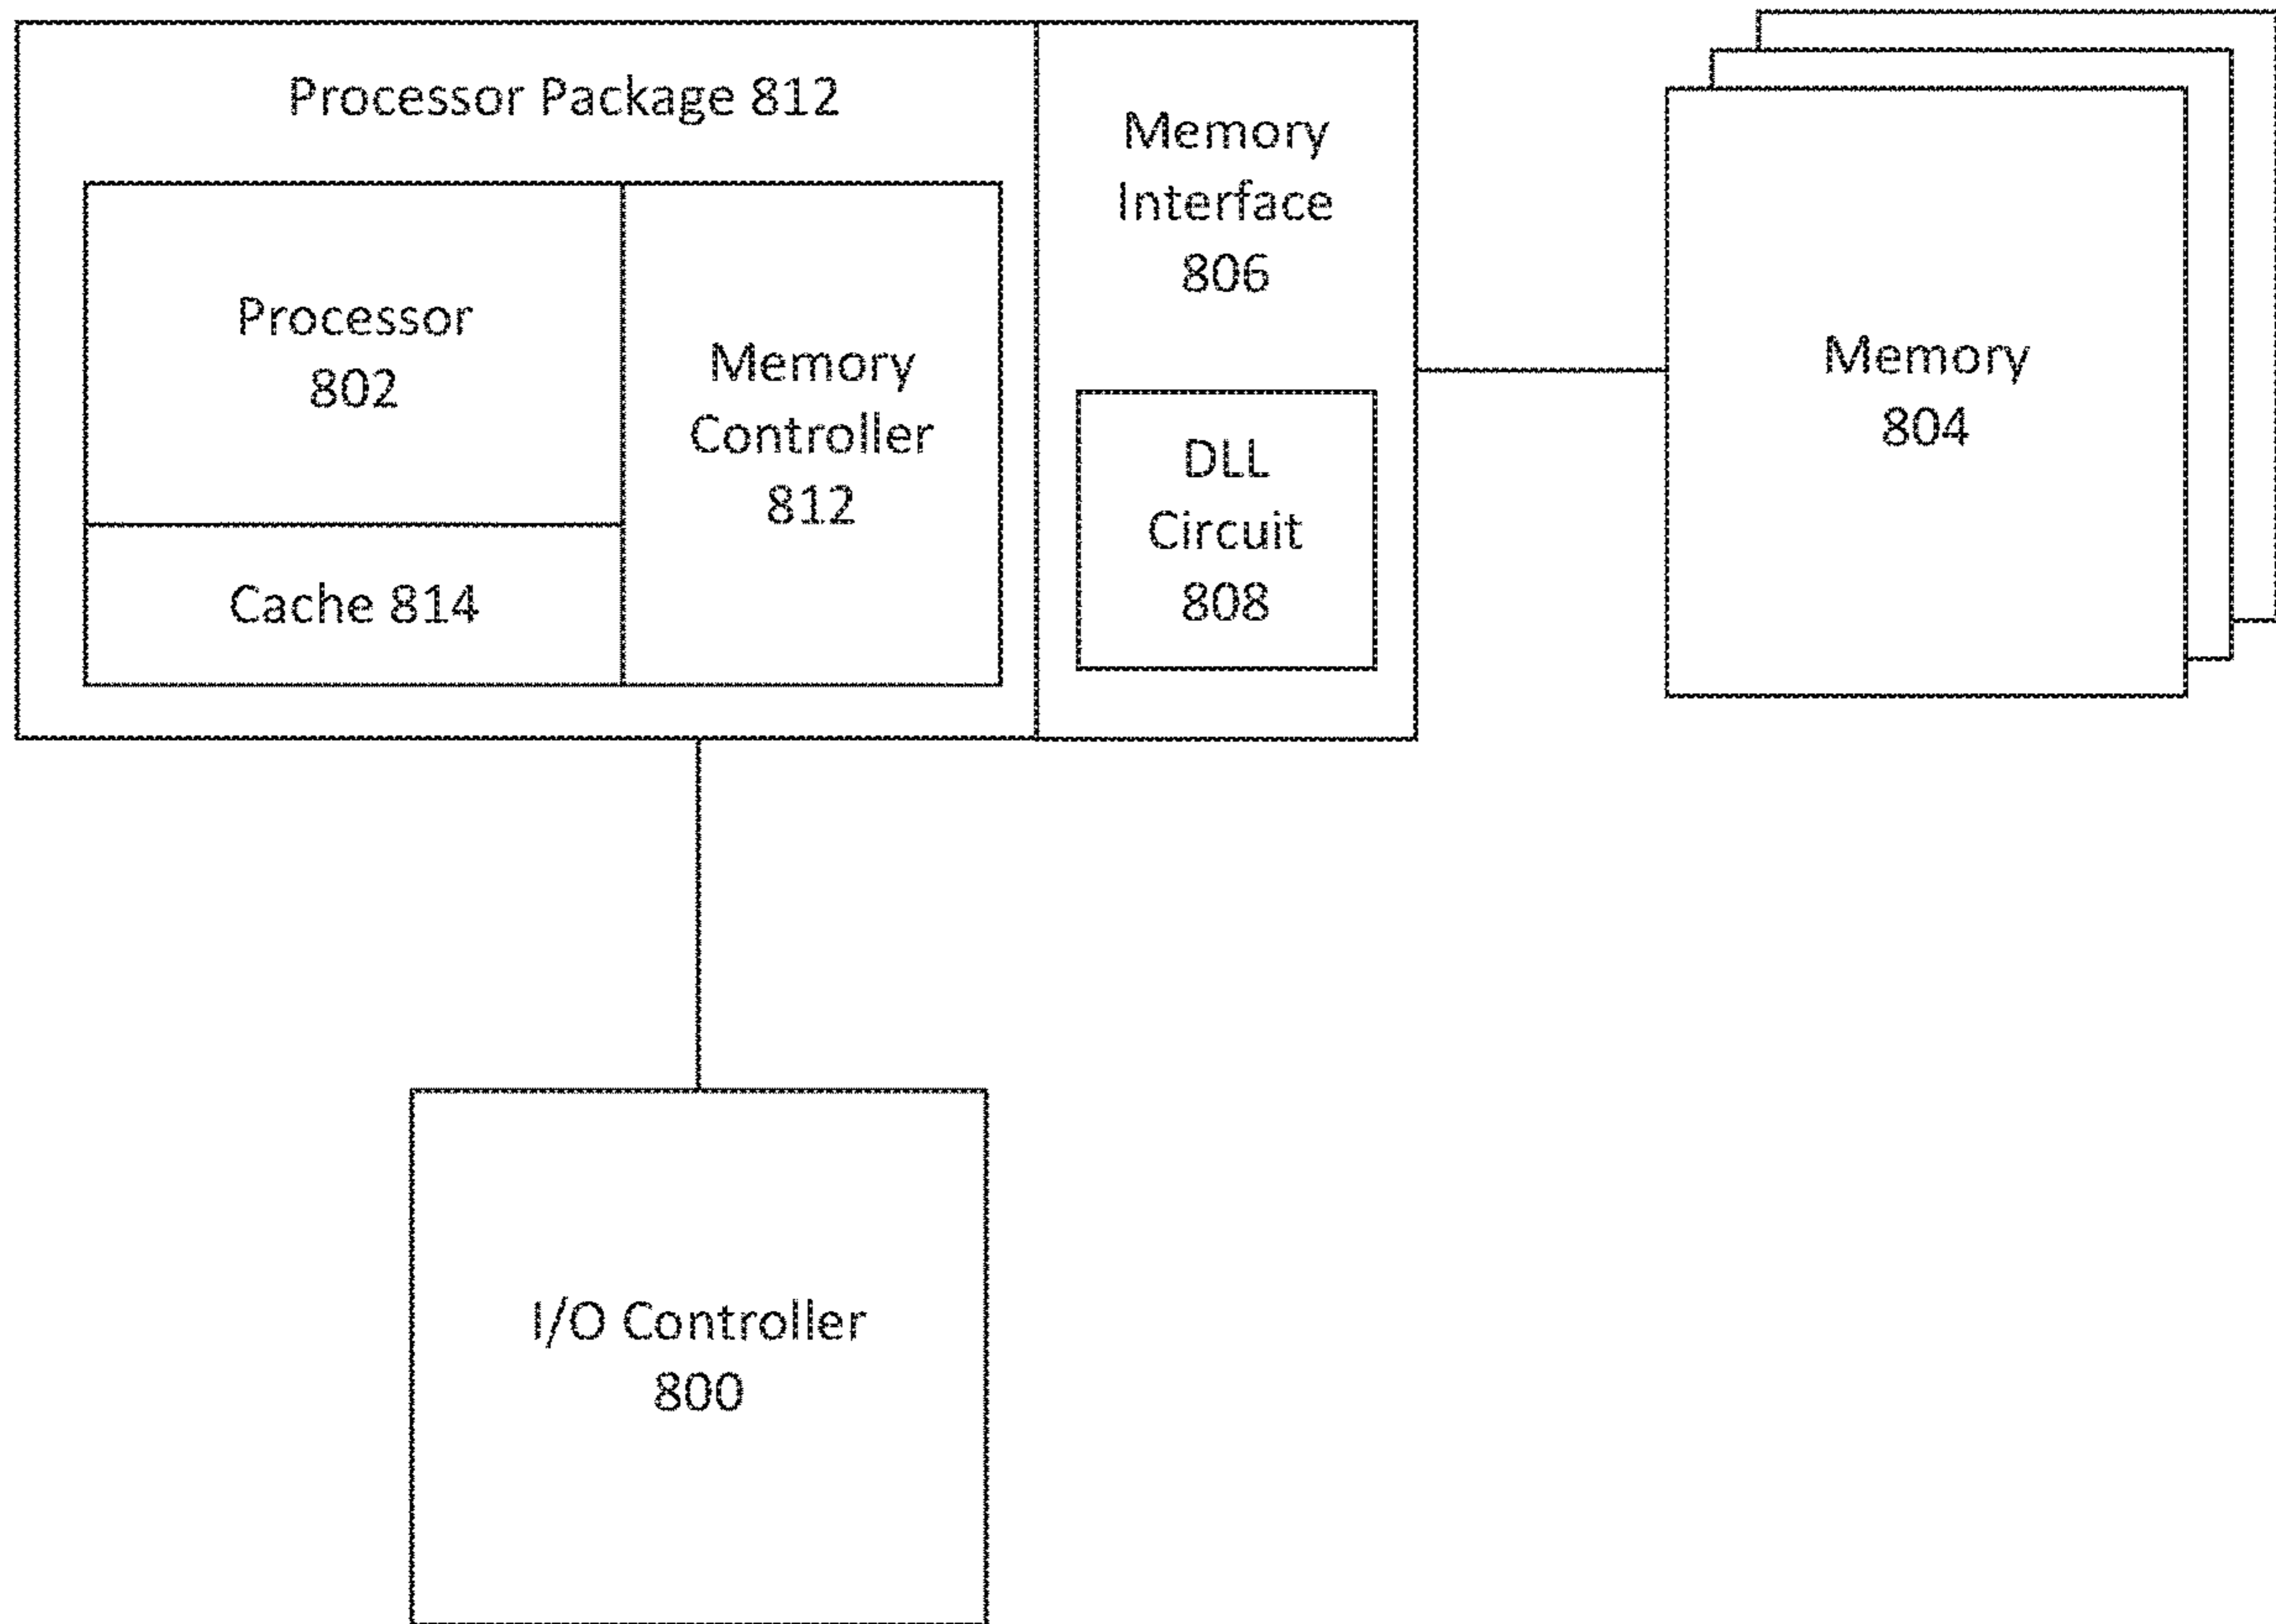 Processor Package 812
Processor
802
Cache 814
Memory
Controller
812
Memory
Interface
806
DLL
Circuit
808
Memory
804
I/O Controller
800